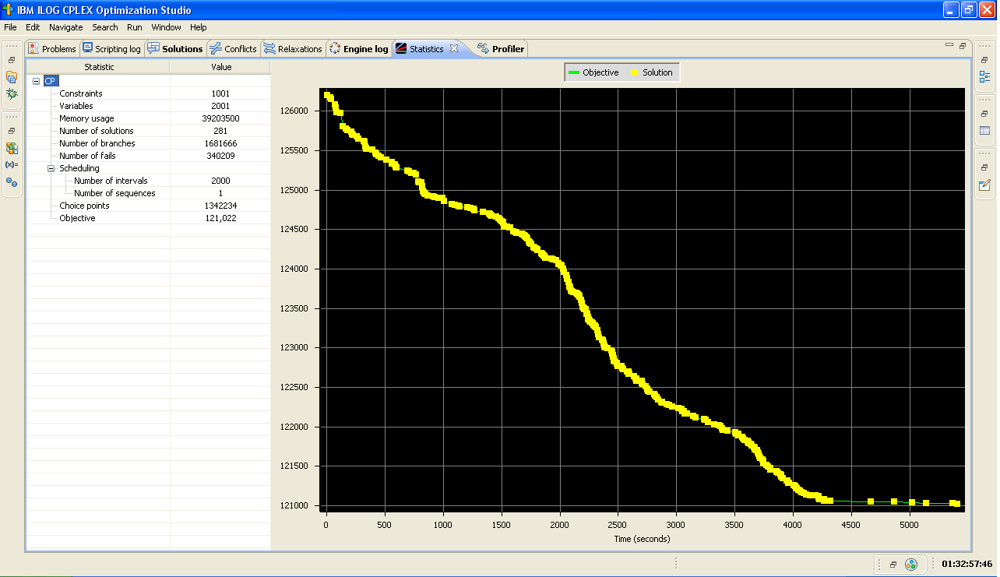 IBM ILOG CPLEX Optimization Studio
File Edit Navigate Search Run Window Help
Problems Scripting log Solutions Conflicts Relaxations Engine log Statistics Profiler
Statistic Value
CP
Constraints 1001
Variables 2001
Memory usage 39203500
Number of solutions 281
Number of branches 1681666
Number of fails 340209
Scheduling
Number of intervals 2000
Number of sequences 1
Choice points 1342234
Objective 121,022
Objective Solution
126000
125500
125000
124500
124000
123500
123000
122500
122000
121500
121000
0 500 1000 1500 2000 2500 3000 3500 4000 4500 5000
Time (seconds)
(x)=
01:32:57:46